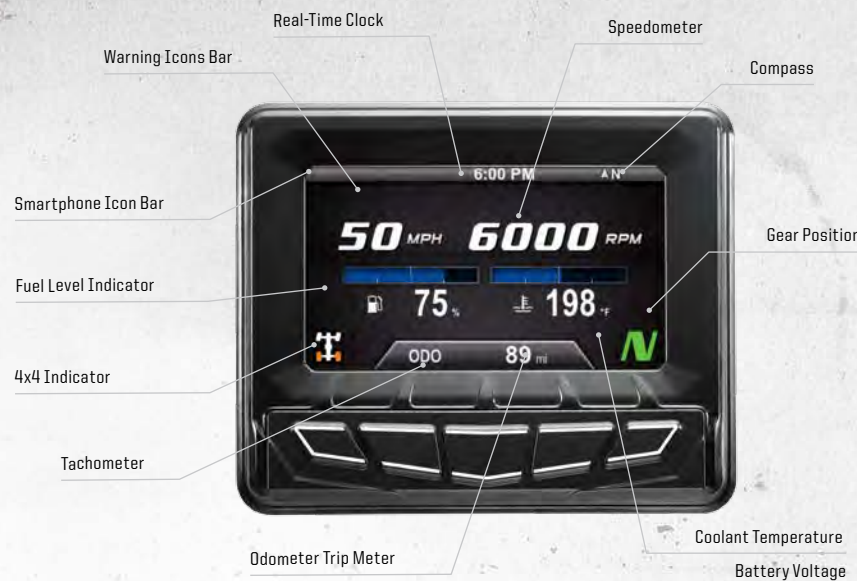 Real-Time Clock
Speedometer
Warning Icons Bar
Compass
6:00 PM
N
Smartphone Icon Bar
50 MPH 6000 RPM
Gear Position
Fuel Level Indicator
75 %
198 °F
N
4x4 Indicator
ODO 89 mi
Tachometer
Coolant Temperature
Odometer Trip Meter
Battery Voltage